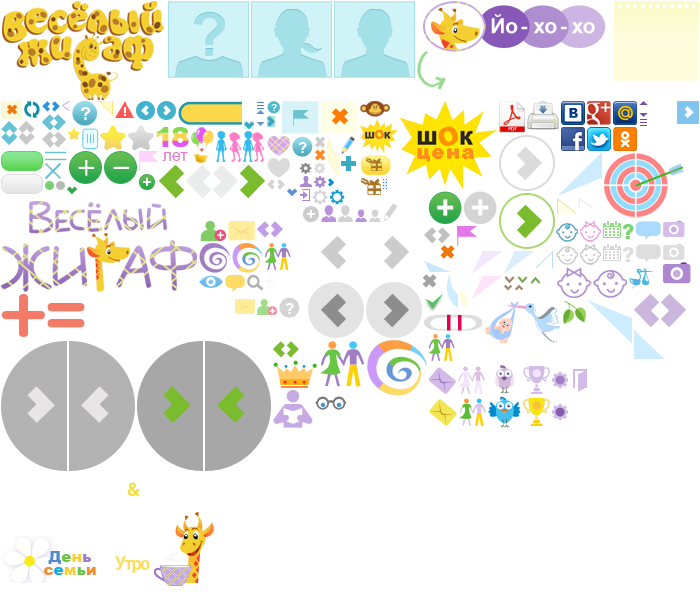 весёлый
жираф
?
Йо - хо - хо
18
лет
?
ШОК
ШОК
цена
PDF
В
g+
@
f
?
Весёлый
ЖИРАФ
?
?
?
&
День
семьи
Утро